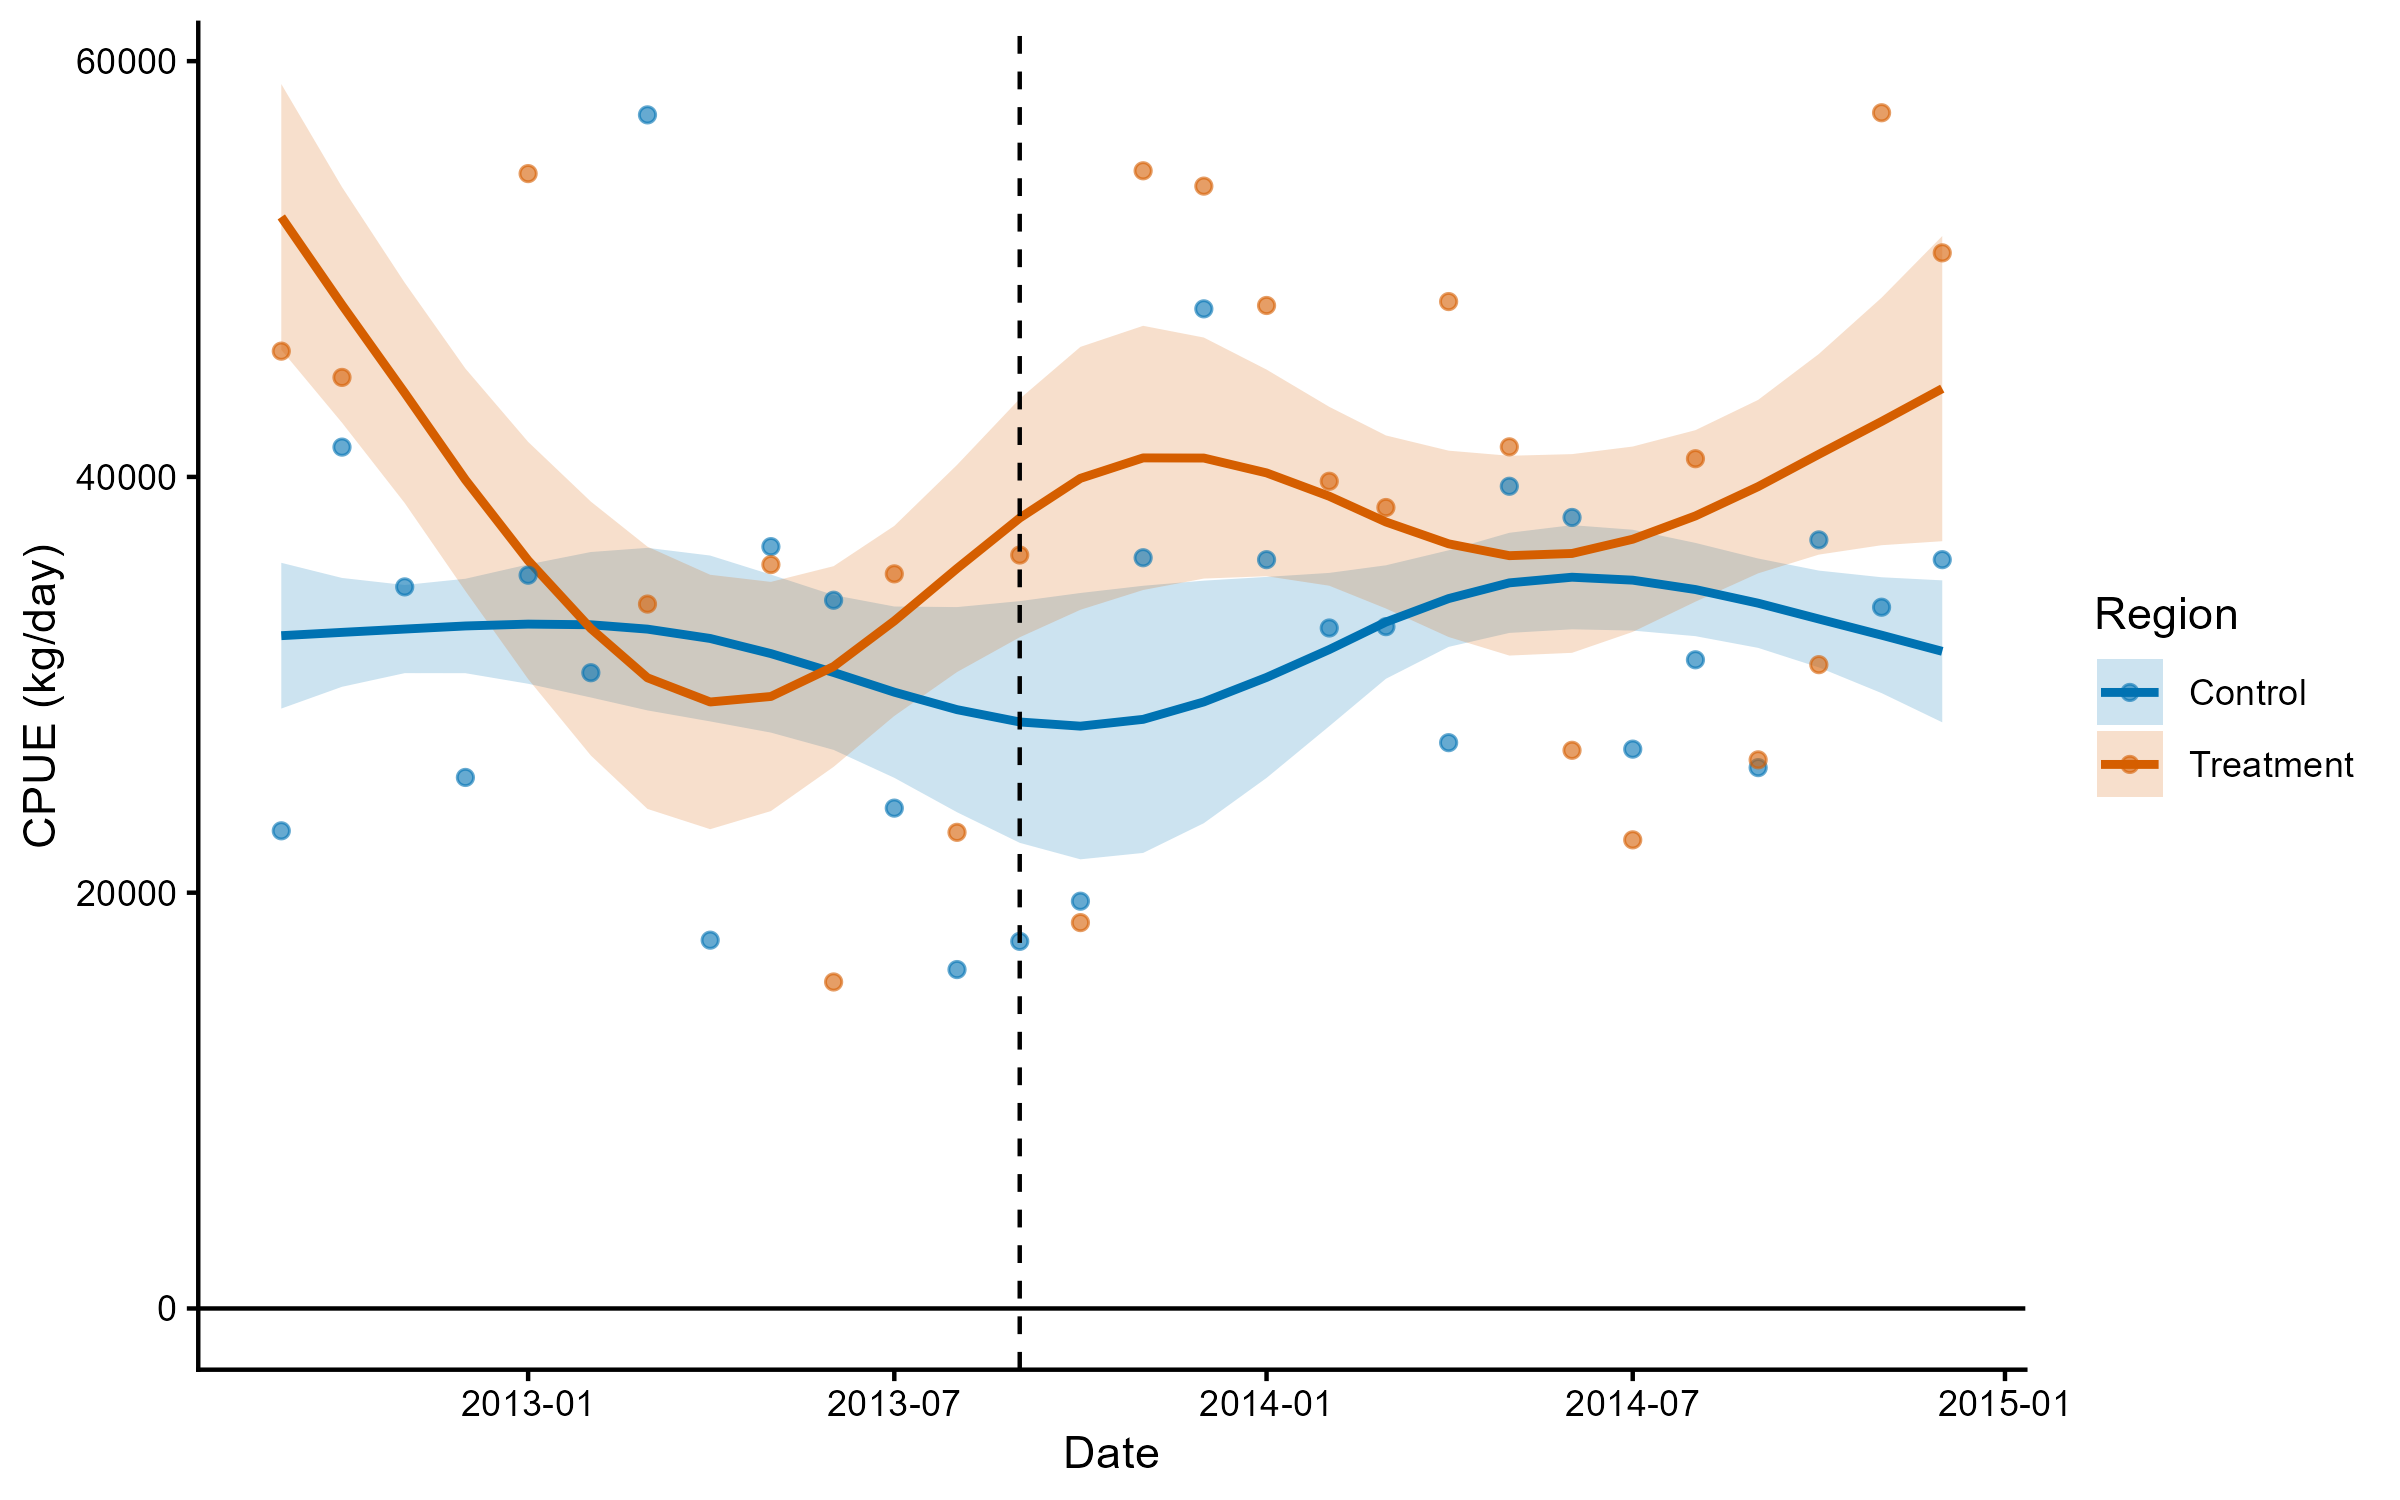 60000
40000
20000
0
CPUE (kg/day)
2013-01
2013-07
2014-01
2014-07
2015-01
Date
Region
Control
Treatment